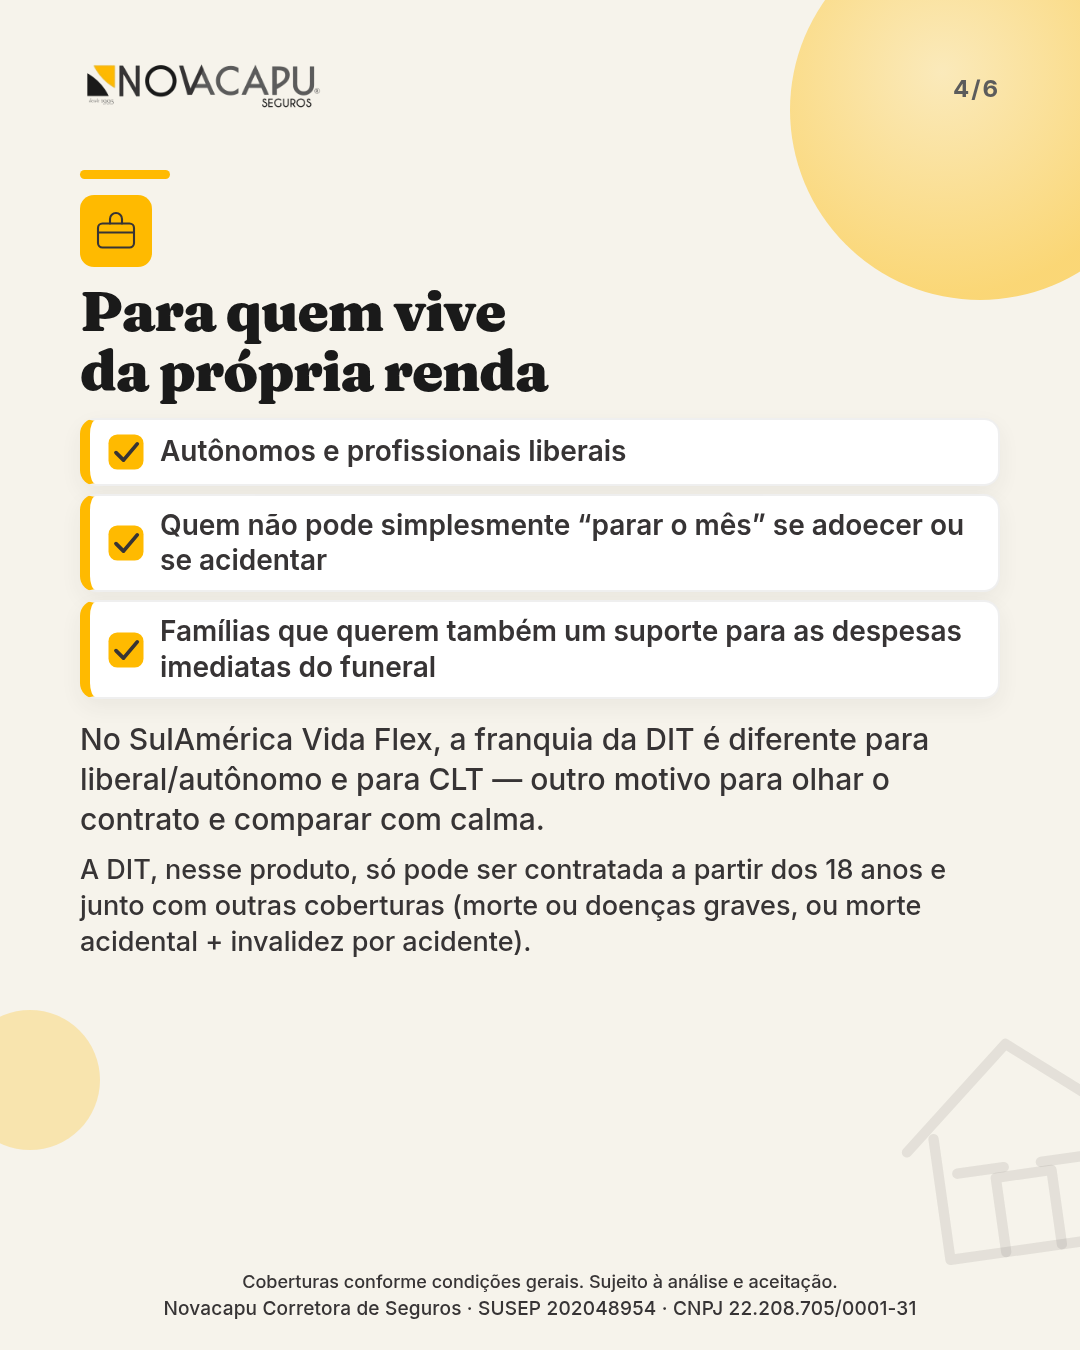 NOVACAPU
SEGUROS
4/6
Para quem vive
da própria renda
Autônomos e profissionais liberais
Quem não pode simplesmente “parar o mês” se adoecer ou
se acidentar
Famílias que querem também um suporte para as despesas
imediatas do funeral
No SulAmérica Vida Flex, a franquia da DIT é diferente para
liberal/autônomo e para CLT — outro motivo para olhar o
contrato e comparar com calma.
A DIT, nesse produto, só pode ser contratada a partir dos 18 anos e
junto com outras coberturas (morte ou doenças graves, ou morte
acidental + invalidez por acidente).
Coberturas conforme condições gerais. Sujeito à análise e aceitação.
Novacapu Corretora de Seguros · SUSEP 202048954 · CNPJ 22.208.705/0001-31